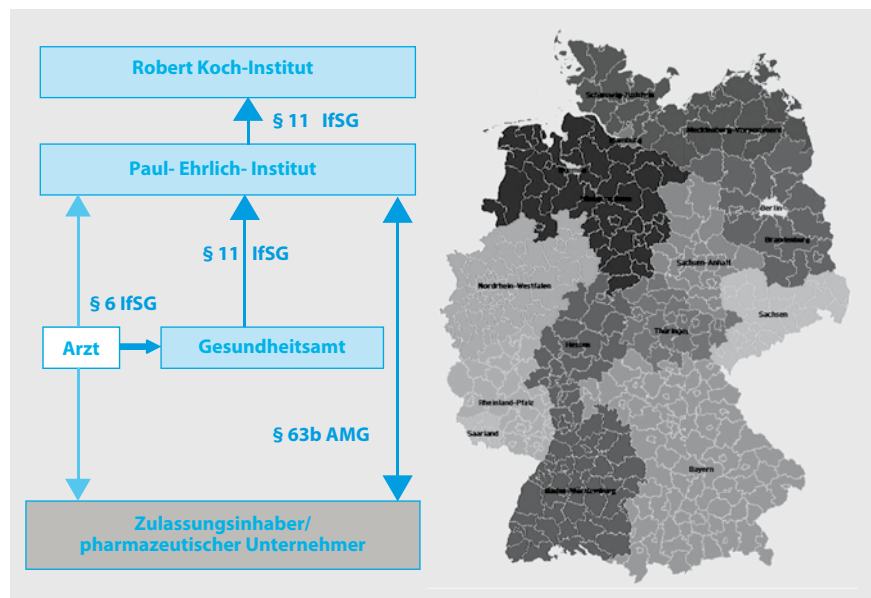 Robert Koch-Institut
§ 11 IfSG
Paul- Ehrlich- Institut
§ 11 IfSG
§ 6 IfSG
Arzt
Gesundheitsamt
§ 63b AMG
Zulassungsinhaber/
pharmazeutischer Unternehmer
Schleswig-Holstein
Hamburg
Mecklenburg-Vorpommern
Bremen
Niedersachsen
Berlin
Brandenburg
Sachsen-Anhalt
Nordrhein-Westfalen
Sachsen
Thüringen
Hessen
Rheinland-Pfalz
Saarland
Bayern
Baden-Württemberg